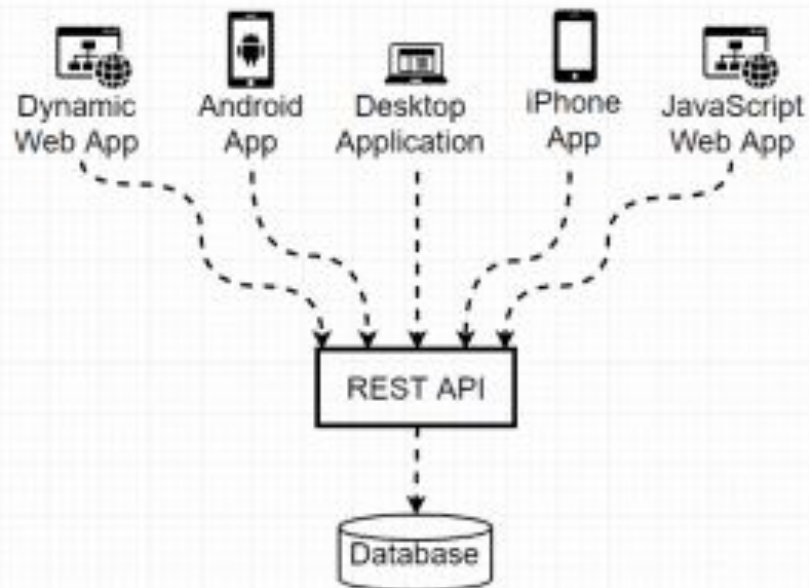 Dynamic
Web App
Android
App
Desktop
Application
iPhone
App
JavaScript
Web App
REST API
Database